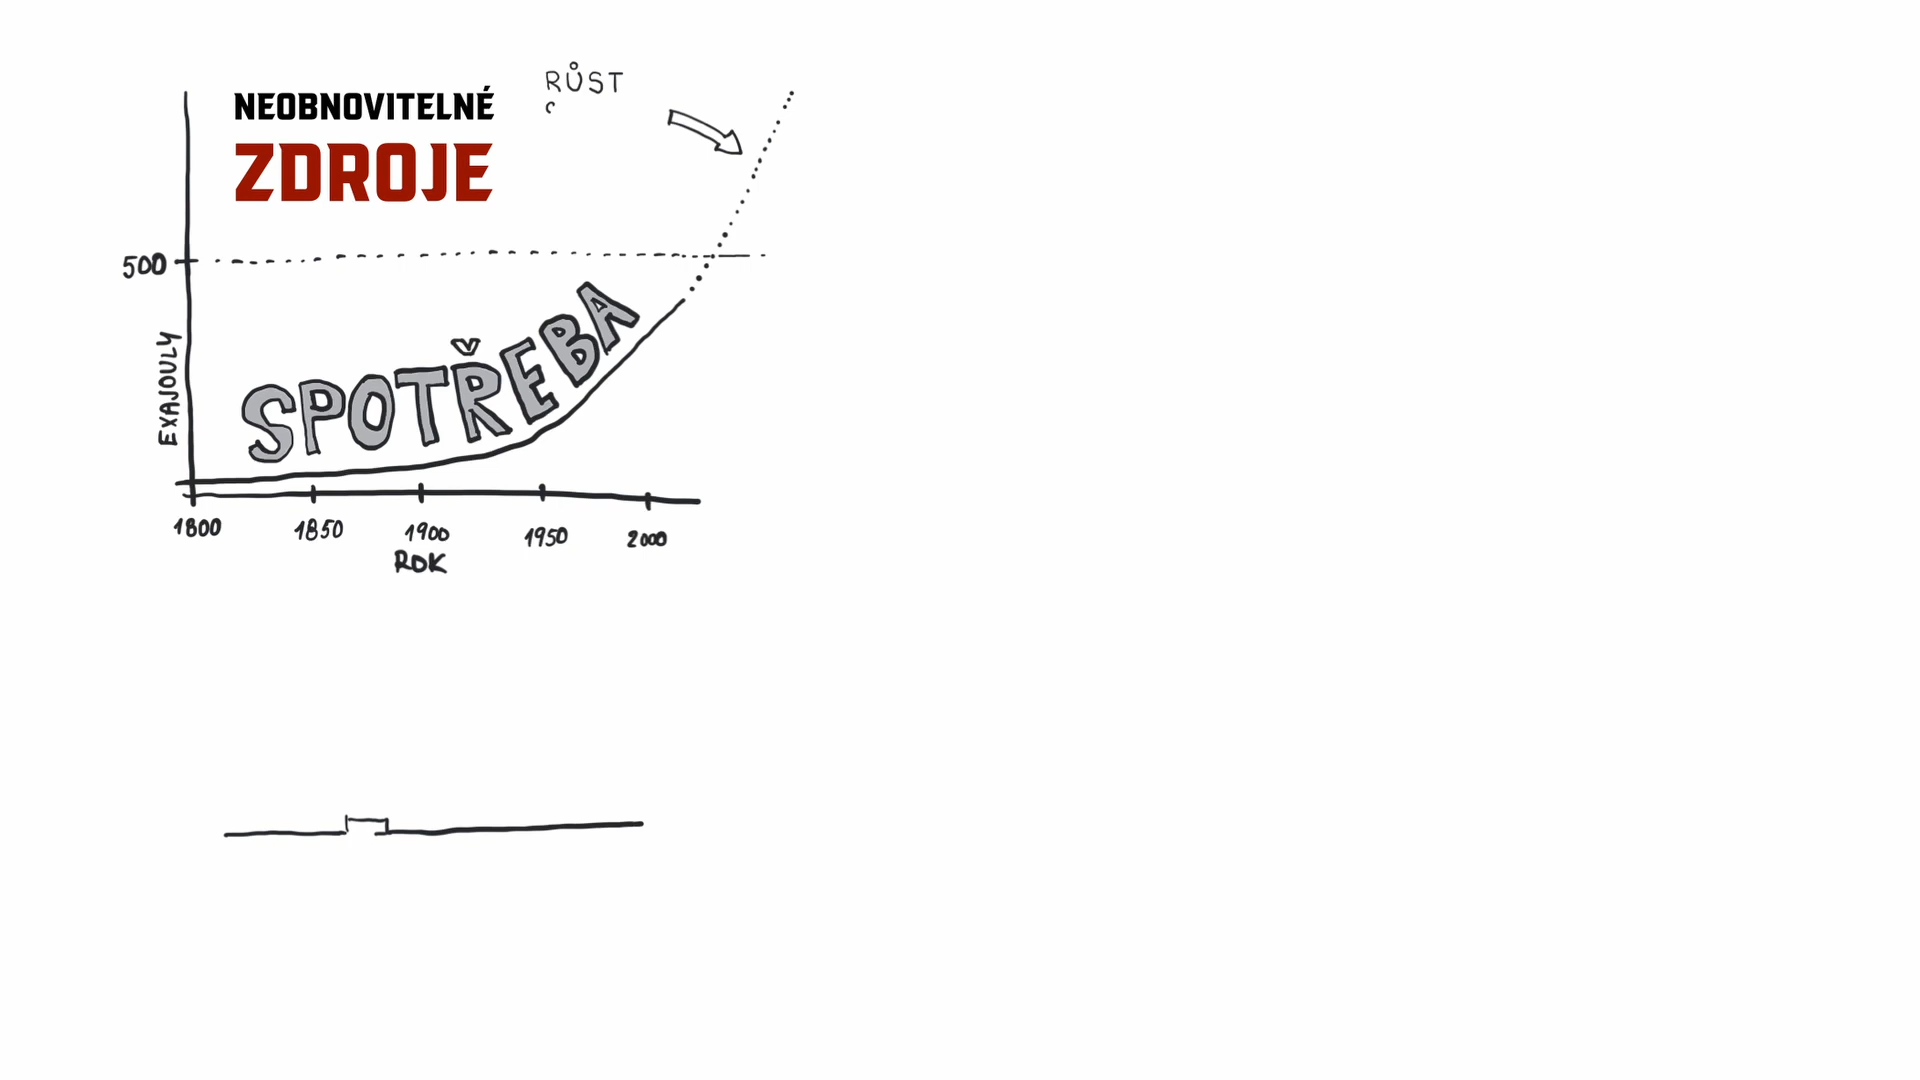 NEOBNOVITELNÉ
ZDROJE
RŮST
500
EXAJOULY
SPOTŘEBA
1800 1850 1900 1950 2000
ROK